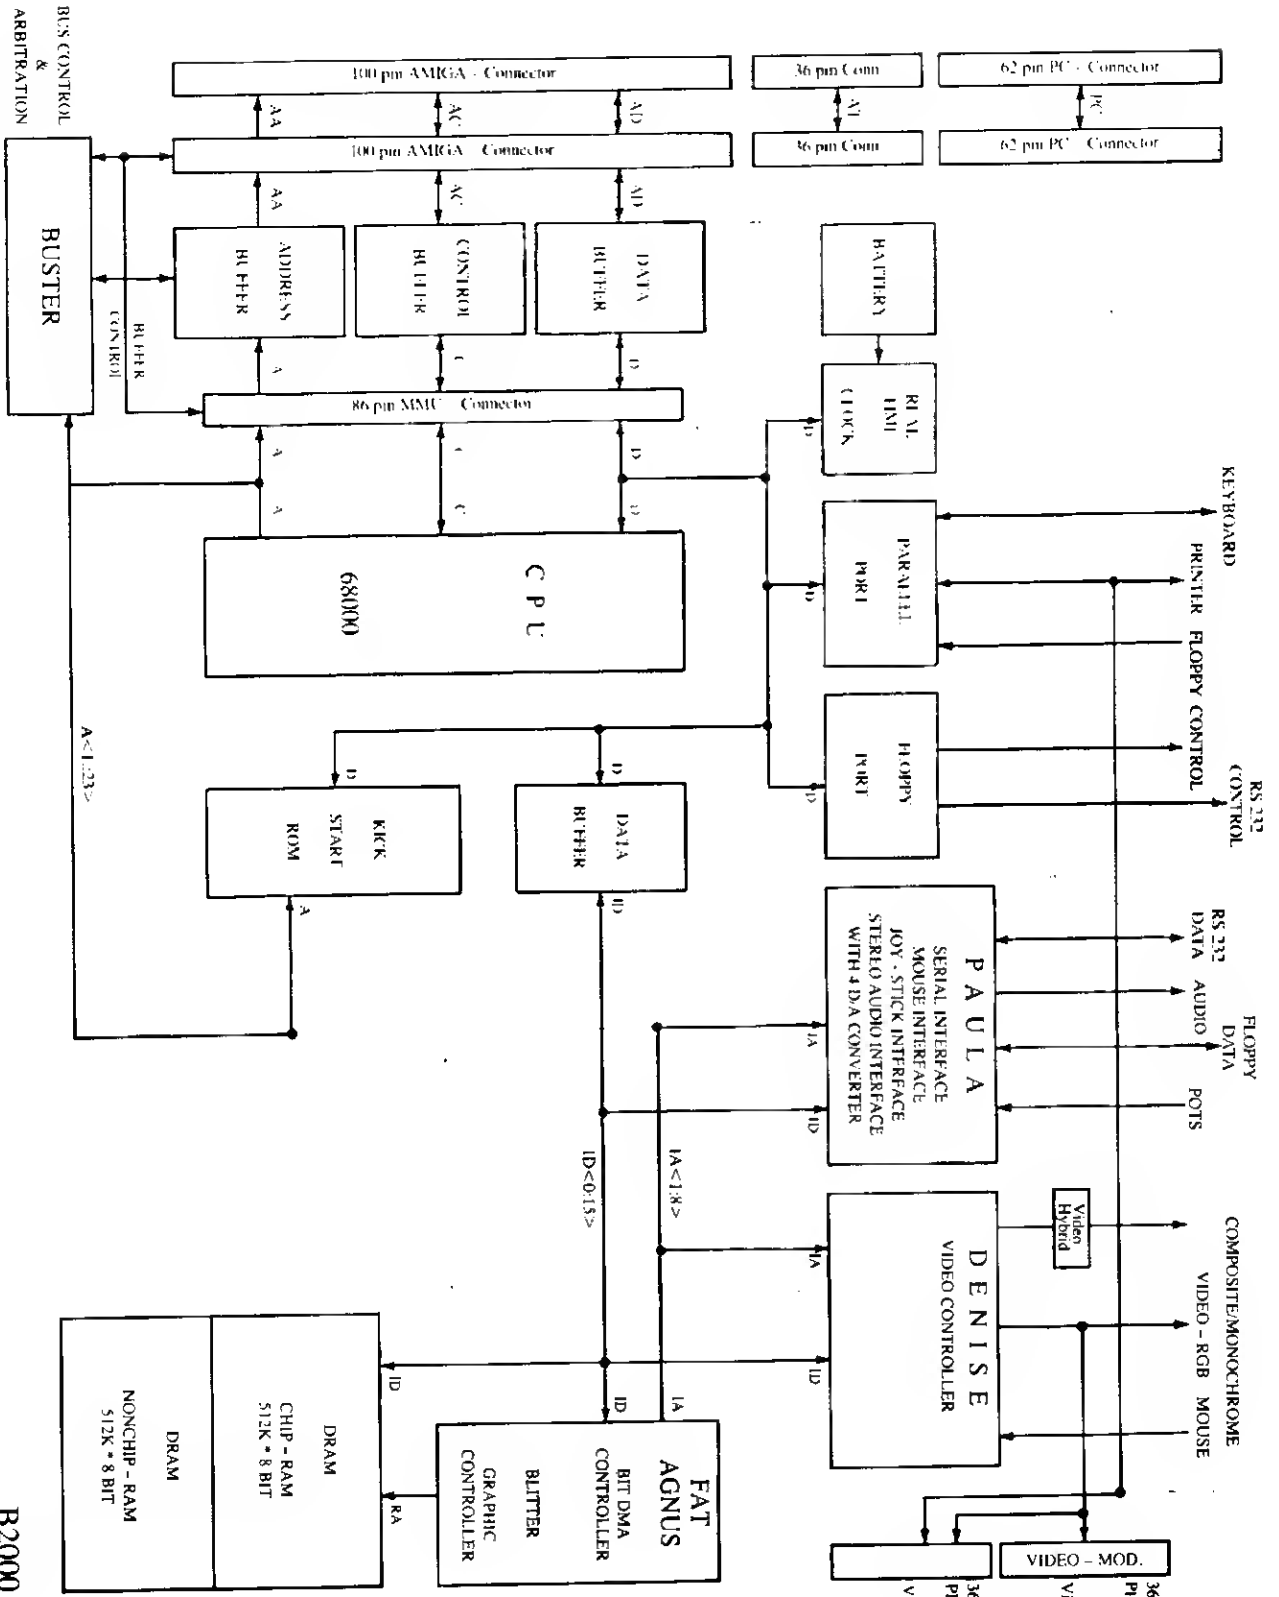 BUS CONTROL
&
ARBITRATION
BUSTER
BUFFER
CONTROL
100 pin AMIGA - Connector
36 pin Conn
62 pin PC - Connector
AA
AC
AD
AT
PC
100 pin AMIGA - Connector
36 pin Conn
62 pin PC - Connector
AA
AC
AD
ADDRESS
BUFFER
CONTROL
BUFFER
DATA
BUFFER
BATTERY
A
C
D
86 pin MMC - Connector
REAL
TIME
CLOCK
D
A
C
D
A
C
D
C P U
68000
KEYBOARD
PRINTER
FLOPPY CONTROL
RS 232
CONTROL
PARALLEL
PORT
D
FLOPPY
PORT
D
A<1..23>
KICK
START
ROM
D
A
DATA
BUFFER
D
ID
RS 232
DATA
AUDIO
FLOPPY
DATA
POTS
P A U L A
SERIAL INTERFACE
MOUSE INTERFACE
JOY - STICK INTERFACE
STEREO AUDIO INTERFACE
WITH 4 D/A CONVERTER
IA
ID
IA<1:8>
ID<0:15>
COMPOSITE/MONOCHROME
VIDEO - RGB
MOUSE
Video
Hybrid
D E N I S E
VIDEO CONTROLLER
IA
ID
ID
ID
IA
FAT
AGNUS
BIT DMA
CONTROLLER
BLITTER
GRAPHIC
CONTROLLER
RA
DRAM
CHIP - RAM
512K * 8 BIT
DRAM
NONCHIP - RAM
512K * 8 BIT
VIDEO - MOD.
36
36
B2000